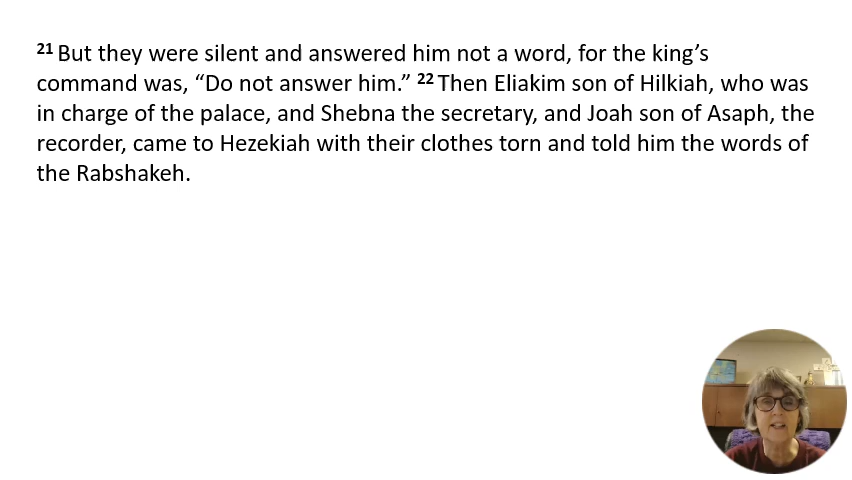 21 But they were silent and answered him not a word, for the king’s
command was, “Do not answer him.” 22 Then Eliakim son of Hilkiah, who was
in charge of the palace, and Shebna the secretary, and Joah son of Asaph, the
recorder, came to Hezekiah with their clothes torn and told him the words of
the Rabshakeh.